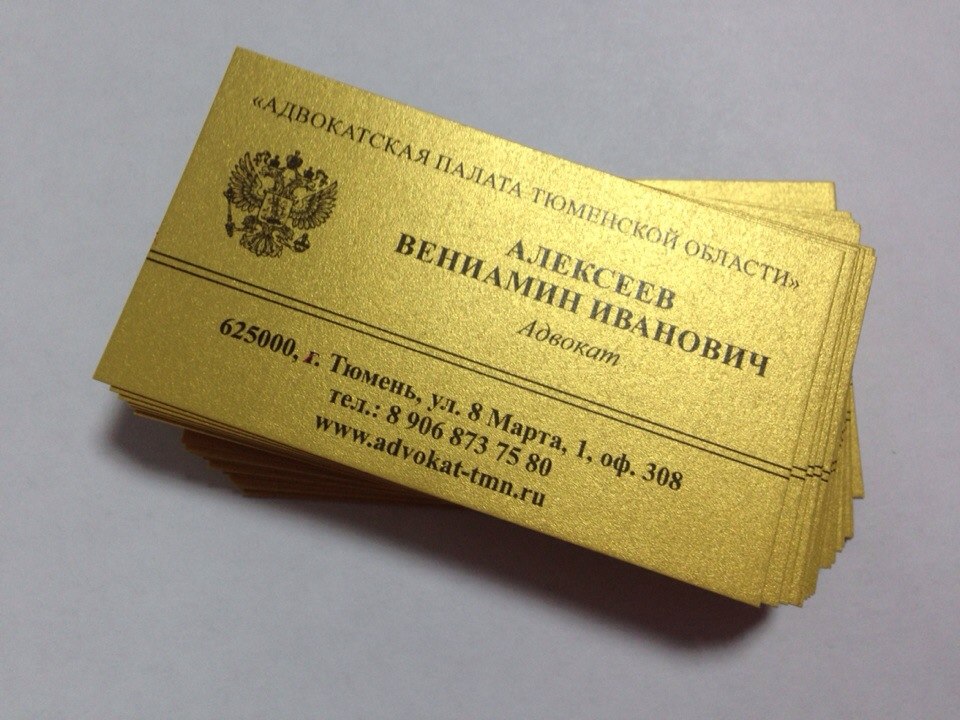 «АДВОКАТСКАЯ ПАЛАТА ТЮМЕНСКОЙ ОБЛАСТИ»
АЛЕКСЕЕВ
ВЕНИАМИН ИВАНОВИЧ
Адвокат
625000, г. Тюмень, ул. 8 Марта, 1, оф. 308
тел.: 8 906 873 75 80
www.advokat-tmn.ru